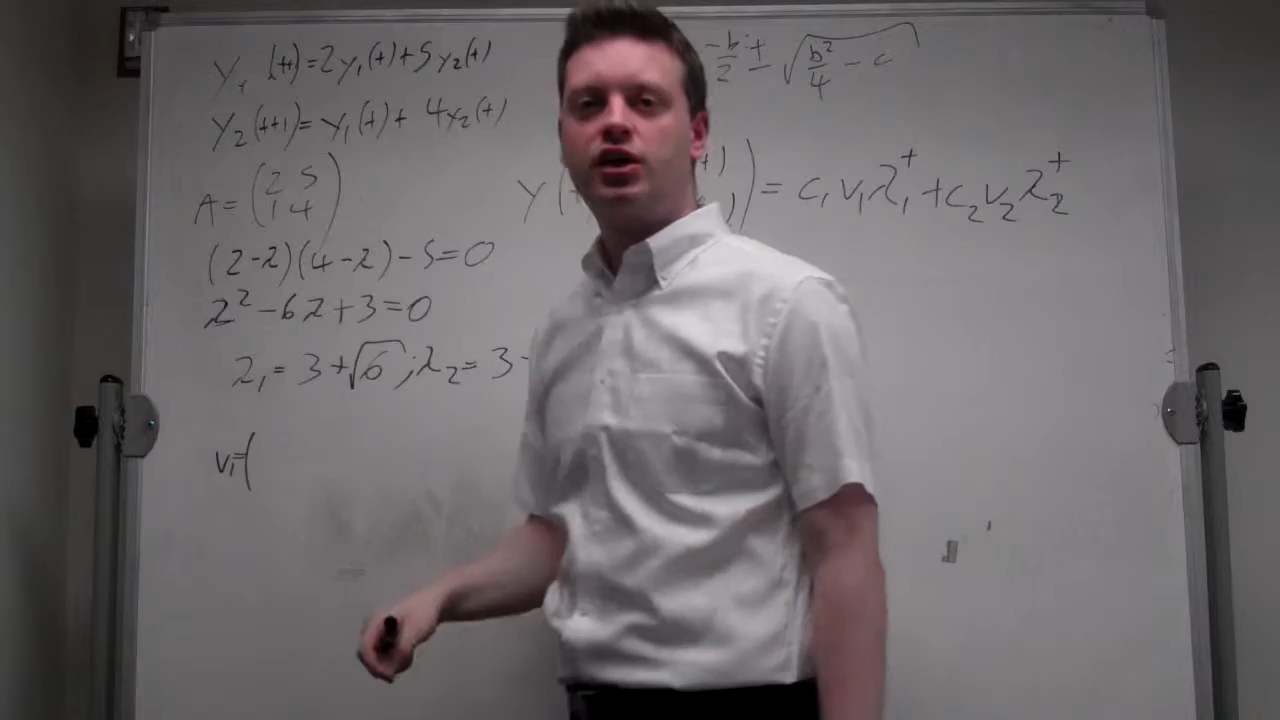 y₁ (t+1)=2y₁(t)+5y₂(t)
y₂(t+1)=y₁(t)+ 4y₂(t)
A=(2 5
1 4)
(2-λ)(4-λ)-5=0
λ²-6λ+3=0
λ₁= 3+√6; λ₂= 3-
v₁=(
-b/2 ± √(b²/4 - c)
y( ) = c₁v₁λ₁ᵗ+c₂v₂λ₂ᵗ